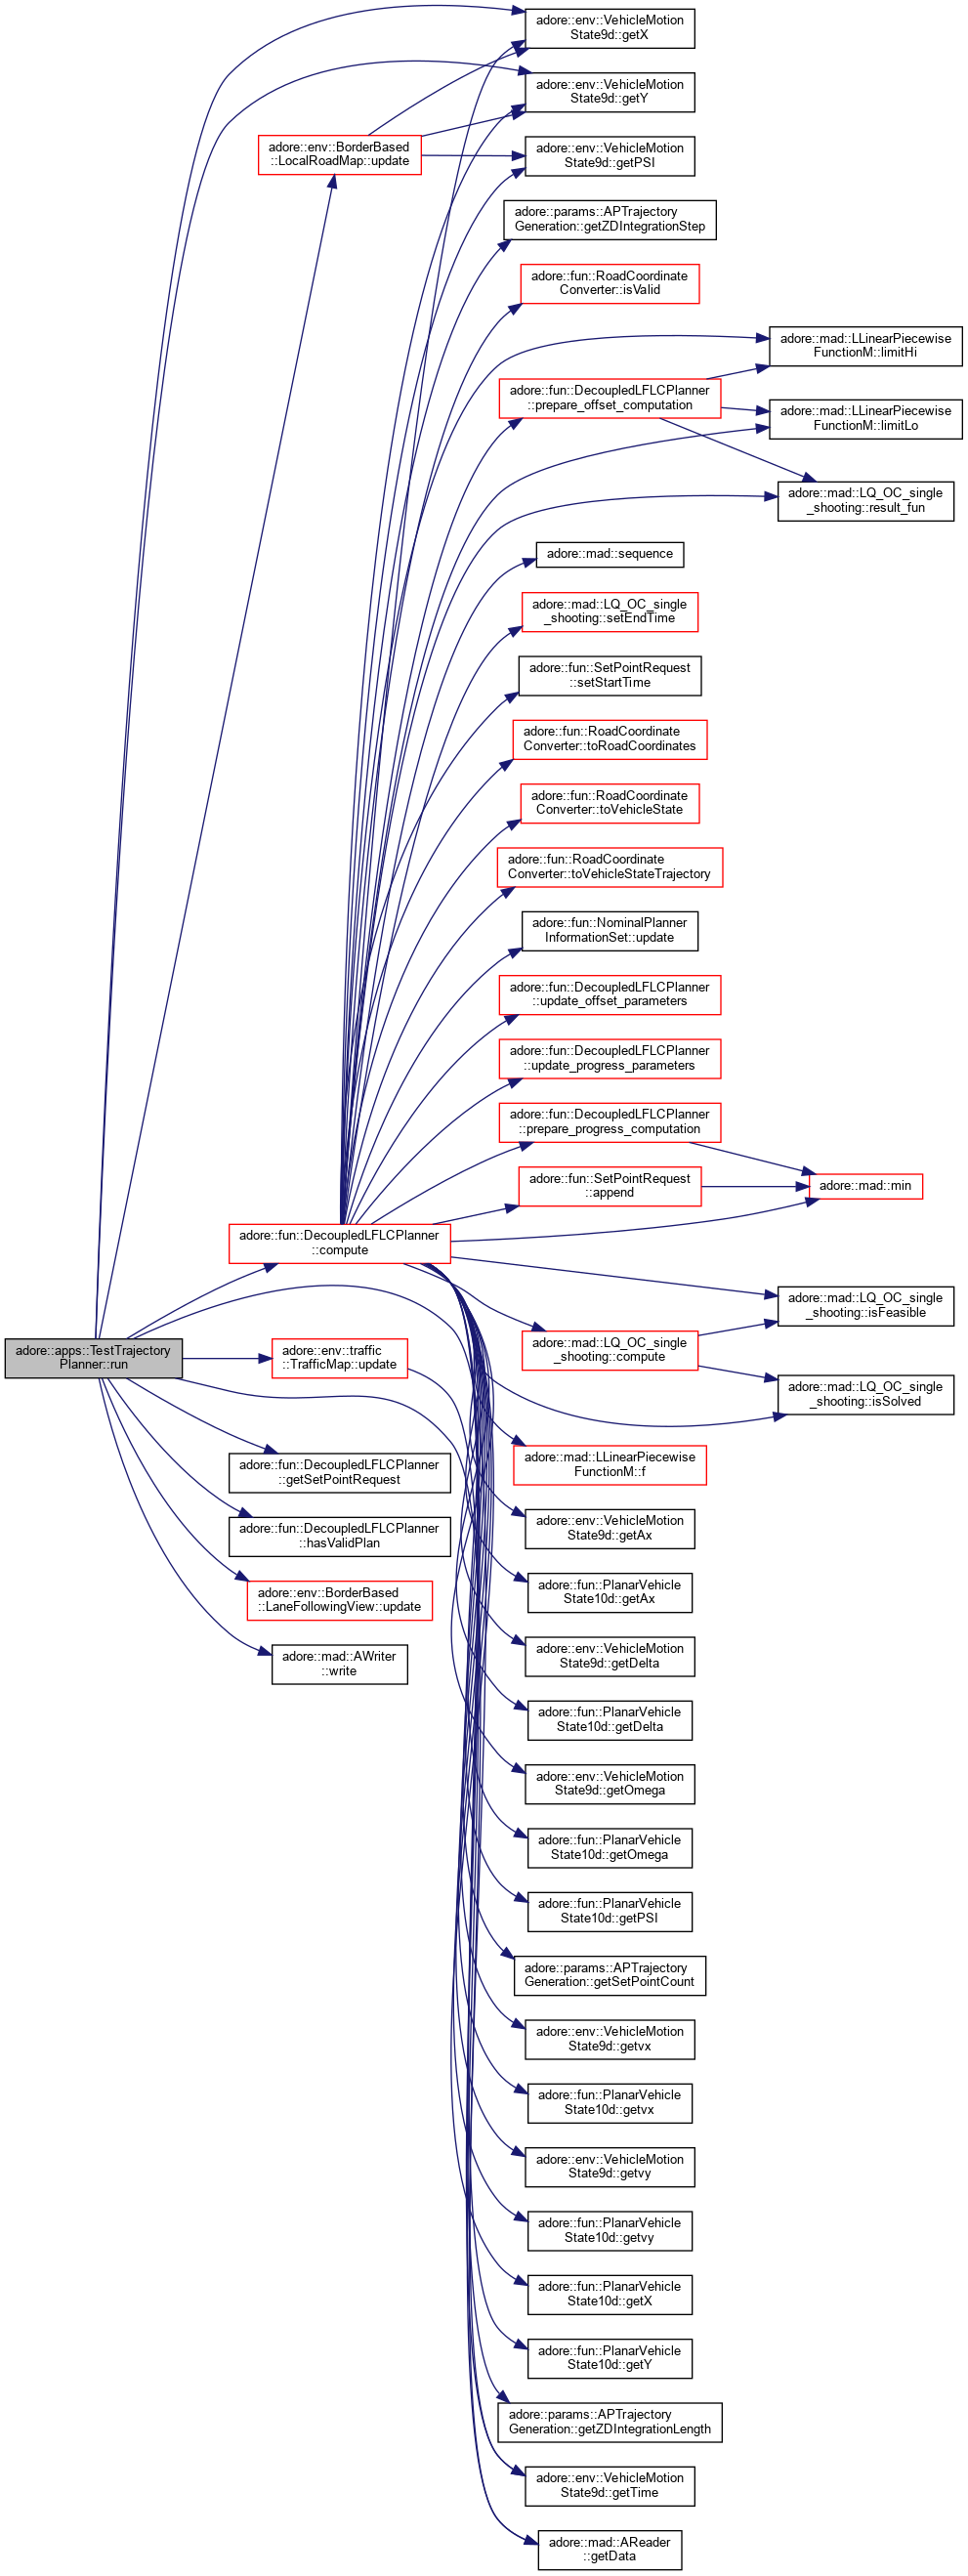 adore::env::VehicleMotion
State9d::getX
adore::env::VehicleMotion
State9d::getY
adore::env::BorderBased
::LocalRoadMap::update
adore::env::VehicleMotion
State9d::getPSI
adore::params::APTrajectory
Generation::getZDIntegrationStep
adore::fun::RoadCoordinate
Converter::isValid
adore::mad::LLinearPiecewise
FunctionM::limitHi
adore::fun::DecoupledLFLCPlanner
::prepare_offset_computation
adore::mad::LLinearPiecewise
FunctionM::limitLo
adore::mad::LQ_OC_single
_shooting::result_fun
adore::mad::sequence
adore::mad::LQ_OC_single
_shooting::setEndTime
adore::fun::SetPointRequest
::setStartTime
adore::fun::RoadCoordinate
Converter::toRoadCoordinates
adore::fun::RoadCoordinate
Converter::toVehicleState
adore::fun::RoadCoordinate
Converter::toVehicleStateTrajectory
adore::fun::NominalPlanner
InformationSet::update
adore::fun::DecoupledLFLCPlanner
::update_offset_parameters
adore::fun::DecoupledLFLCPlanner
::update_progress_parameters
adore::fun::DecoupledLFLCPlanner
::prepare_progress_computation
adore::fun::SetPointRequest
::append
adore::mad::min
adore::fun::DecoupledLFLCPlanner
::compute
adore::mad::LQ_OC_single
_shooting::isFeasible
adore::apps::TestTrajectory
Planner::run
adore::env::traffic
::TrafficMap::update
adore::mad::LQ_OC_single
_shooting::compute
adore::mad::LQ_OC_single
_shooting::isSolved
adore::fun::DecoupledLFLCPlanner
::getSetPointRequest
adore::mad::LLinearPiecewise
FunctionM::f
adore::fun::DecoupledLFLCPlanner
::hasValidPlan
adore::env::VehicleMotion
State9d::getAx
adore::env::BorderBased
::LaneFollowingView::update
adore::fun::PlanarVehicle
State10d::getAx
adore::mad::AWriter
::write
adore::env::VehicleMotion
State9d::getDelta
adore::fun::PlanarVehicle
State10d::getDelta
adore::env::VehicleMotion
State9d::getOmega
adore::fun::PlanarVehicle
State10d::getOmega
adore::fun::PlanarVehicle
State10d::getPSI
adore::params::APTrajectory
Generation::getSetPointCount
adore::env::VehicleMotion
State9d::getvx
adore::fun::PlanarVehicle
State10d::getvx
adore::env::VehicleMotion
State9d::getvy
adore::fun::PlanarVehicle
State10d::getvy
adore::fun::PlanarVehicle
State10d::getX
adore::fun::PlanarVehicle
State10d::getY
adore::params::APTrajectory
Generation::getZDIntegrationLength
adore::env::VehicleMotion
State9d::getTime
adore::mad::AReader
::getData